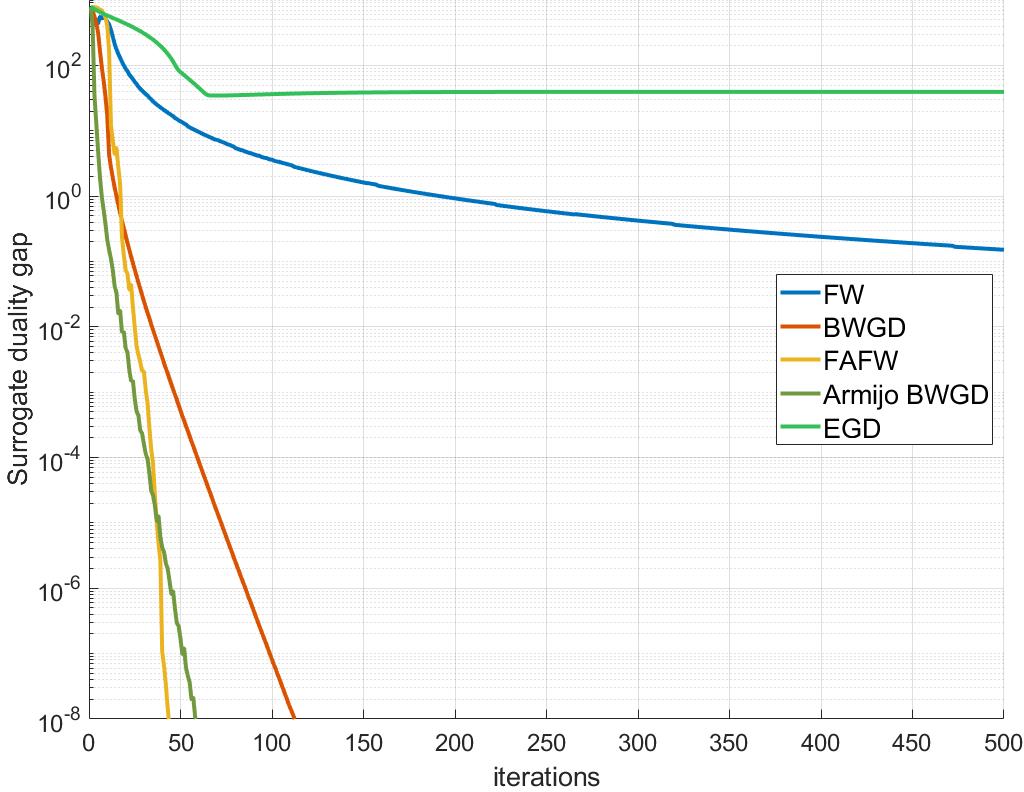 Surrogate duality gap
10^2
10^0
10^-2
10^-4
10^-6
10^-8
FW
BWGD
FAFW
Armijo BWGD
EGD
0 50 100 150 200 250 300 350 400 450 500
iterations